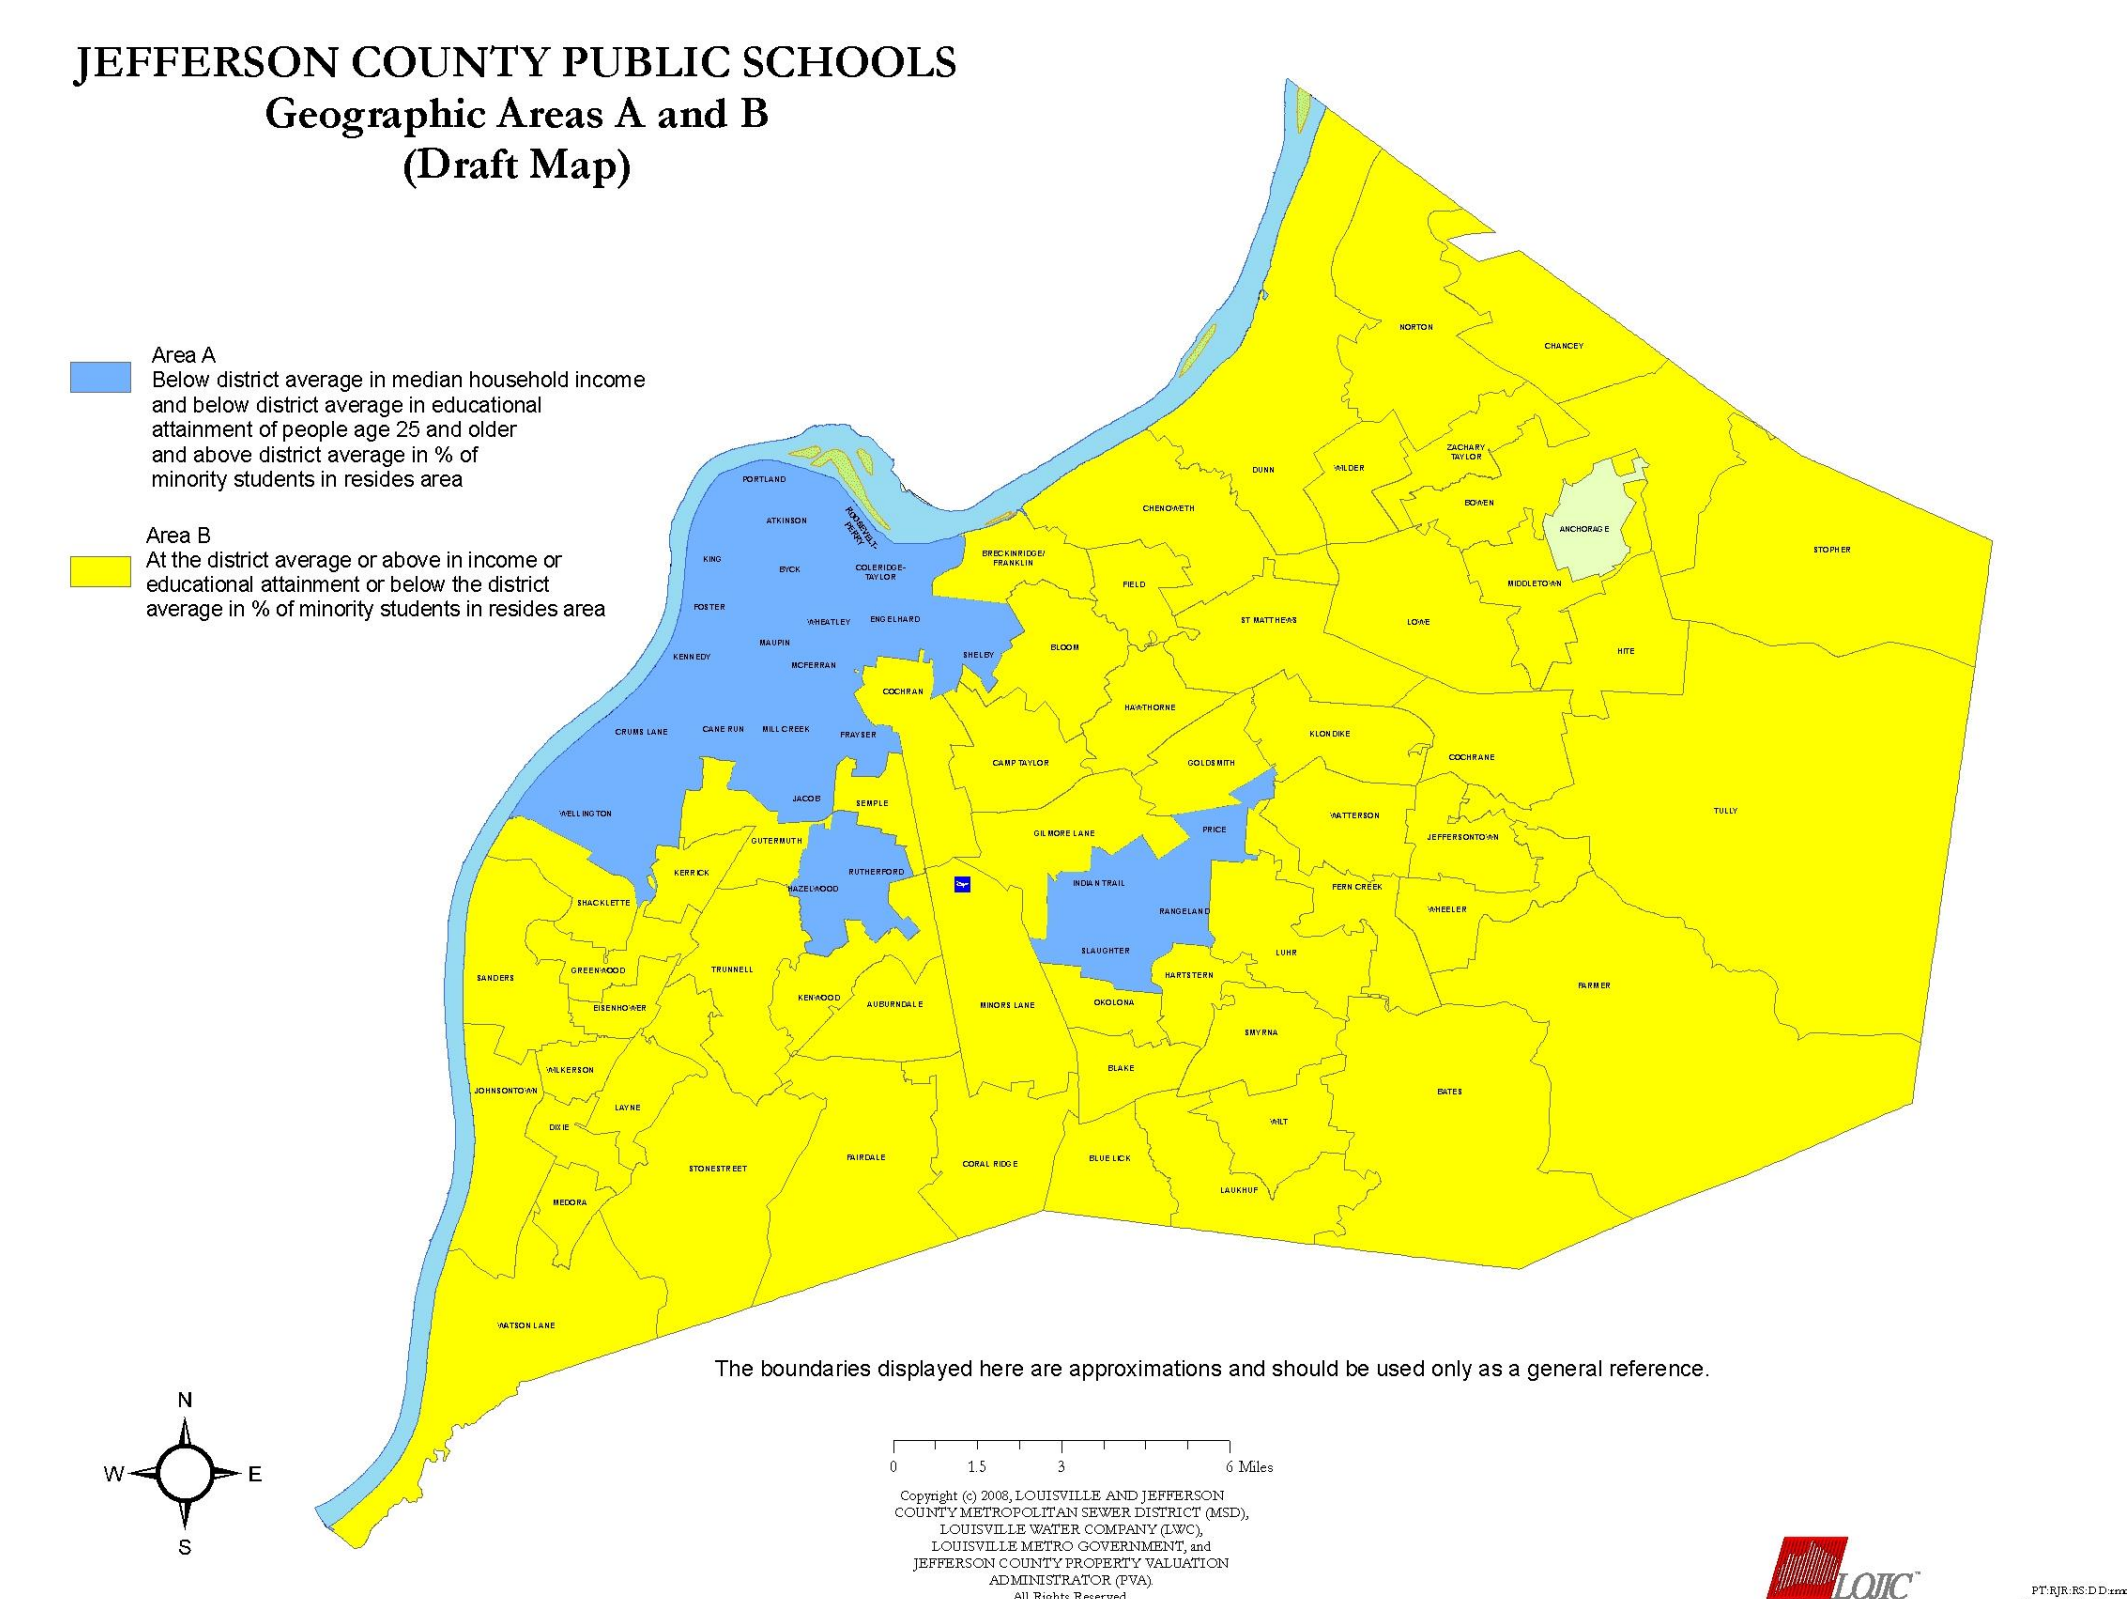 JEFFERSON COUNTY PUBLIC SCHOOLS
Geographic Areas A and B
(Draft Map)
Area A
Below district average in median household income
and below district average in educational
attainment of people age 25 and older
and above district average in % of
minority students in resides area
Area B
At the district average or above in income or
educational attainment or below the district
average in % of minority students in resides area
NORTON
CHANCEY
ZACHARY
TAYLOR
WILDER
DUNN
PORTLAND
BOWEN
CHENOWETH
ATKINSON
ROOSEVELT-
PERRY
ANCHORAGE
STOPHER
BRECKINRIDGE/
FRANKLIN
KING
BYCK
COLERIDGE-
TAYLOR
FIELD
MIDDLETOWN
FOSTER
WHEATLEY
ENGELHARD
ST MATTHEWS
LOWE
MAUPIN
BLOOM
HITE
KENNEDY
MCFERRAN
SHELBY
COCHRAN
HAWTHORNE
CRUMS LANE
CANE RUN
MILL CREEK
FRAYSER
KLONDIKE
CAMP TAYLOR
GOLDSMITH
COCHRANE
JACOB
SEMPLE
WELLINGTON
TULLY
WATTERSON
PRICE
GILMORE LANE
JEFFERSONTOWN
GUTERMUTH
KERRICK
RUTHERFORD
HAZELWOOD
INDIAN TRAIL
FERN CREEK
SHACKLETTE
RANGELAND
WHEELER
SLAUGHTER
LUHR
SANDERS
GREENWOOD
TRUNNELL
HARTSTERN
FARMER
KENWOOD
AUBURNDALE
MINORS LANE
OKOLONA
EISENHOWER
SMYRNA
WILKERSON
BLAKE
JOHNSONTOWN
BATES
LAYNE
DIXIE
WILT
STONESTREET
FAIRDALE
CORAL RIDGE
BLUE LICK
MEDORA
LAUKHUF
WATSON LANE
The boundaries displayed here are approximations and should be used only as a general reference.
N
W E
S
0 1.5 3 6 Miles
Copyright (c) 2008, LOUISVILLE AND JEFFERSON
COUNTY METROPOLITAN SEWER DISTRICT (MSD),
LOUISVILLE WATER COMPANY (LWC),
LOUISVILLE METRO GOVERNMENT, and
JEFFERSON COUNTY PROPERTY VALUATION
ADMINISTRATOR (PVA).
All Rights Reserved
LOJIC™